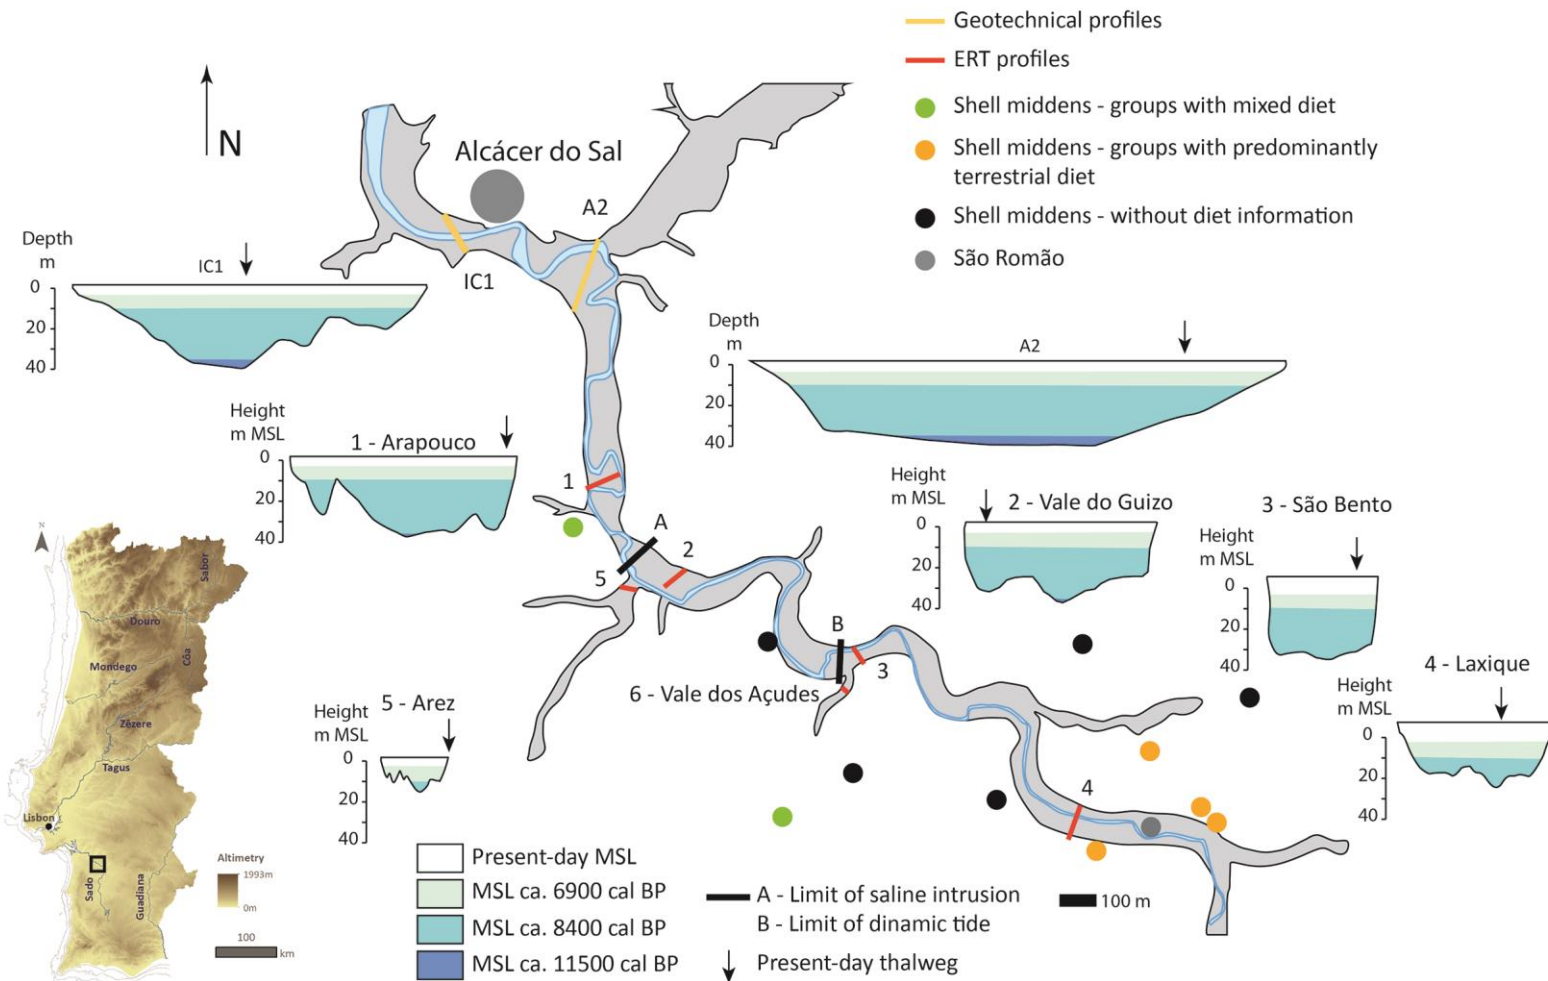 Geotechnical profiles
ERT profiles
Shell middens - groups with mixed diet
Shell middens - groups with predominantly
terrestrial diet
Shell middens - without diet information
São Romão
N
Alcácer do Sal
A2
IC1
Depth
m
IC1
0
20
40
Depth
m
A2
0
20
40
Height
m MSL
1 - Arapouco
0
20
40
1
A
2
5
Height
m MSL
2 - Vale do Guizo
0
20
40
3 - São Bento
Height
m MSL
0
20
40
B
3
6 - Vale dos Açudes
4 - Laxique
Height
m MSL
0
20
40
5 - Arez
Height
m MSL
0
20
40
4
N
Sabor
Douro
Côa
Mondego
Zêzere
Tagus
Lisbon
Sado
Guadiana
Altimetry
1993m
0m
100
km
Present-day MSL
MSL ca. 6900 cal BP
MSL ca. 8400 cal BP
MSL ca. 11500 cal BP
A - Limit of saline intrusion
B - Limit of dinamic tide
Present-day thalweg
100 m